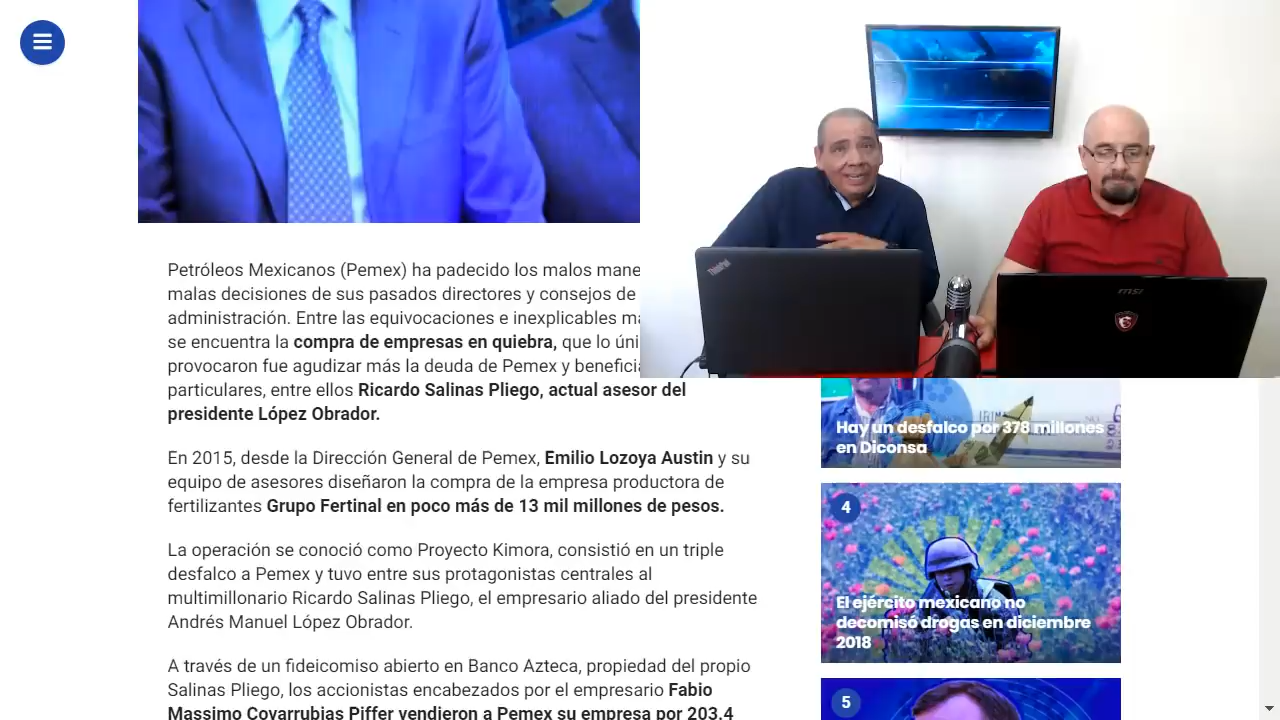 Petróleos Mexicanos (Pemex) ha padecido los malos mane
malas decisiones de sus pasados directores y consejos de
administración. Entre las equivocaciones e inexplicables
se encuentra la compra de empresas en quiebra, que lo úni
provocaron fue agudizar más la deuda de Pemex y benefici
particulares, entre ellos Ricardo Salinas Pliego, actual asesor del
presidente López Obrador.
En 2015, desde la Dirección General de Pemex, Emilio Lozoya Austin y su
equipo de asesores diseñaron la compra de la empresa productora de
fertilizantes Grupo Fertinal en poco más de 13 mil millones de pesos.
La operación se conoció como Proyecto Kimora, consistió en un triple
desfalco a Pemex y tuvo entre sus protagonistas centrales al
multimillonario Ricardo Salinas Pliego, el empresario aliado del presidente
Andrés Manuel López Obrador.
A través de un fideicomiso abierto en Banco Azteca, propiedad del propio
Salinas Pliego, los accionistas encabezados por el empresario Fabio
Massimo Covarrubias Piffer vendieron a Pemex su empresa por 203.4
ThinkPad
msi
Hay un desfalco por 378 millones
en Diconsa
4
El ejército mexicano no
decomisó drogas en diciembre
2018
5